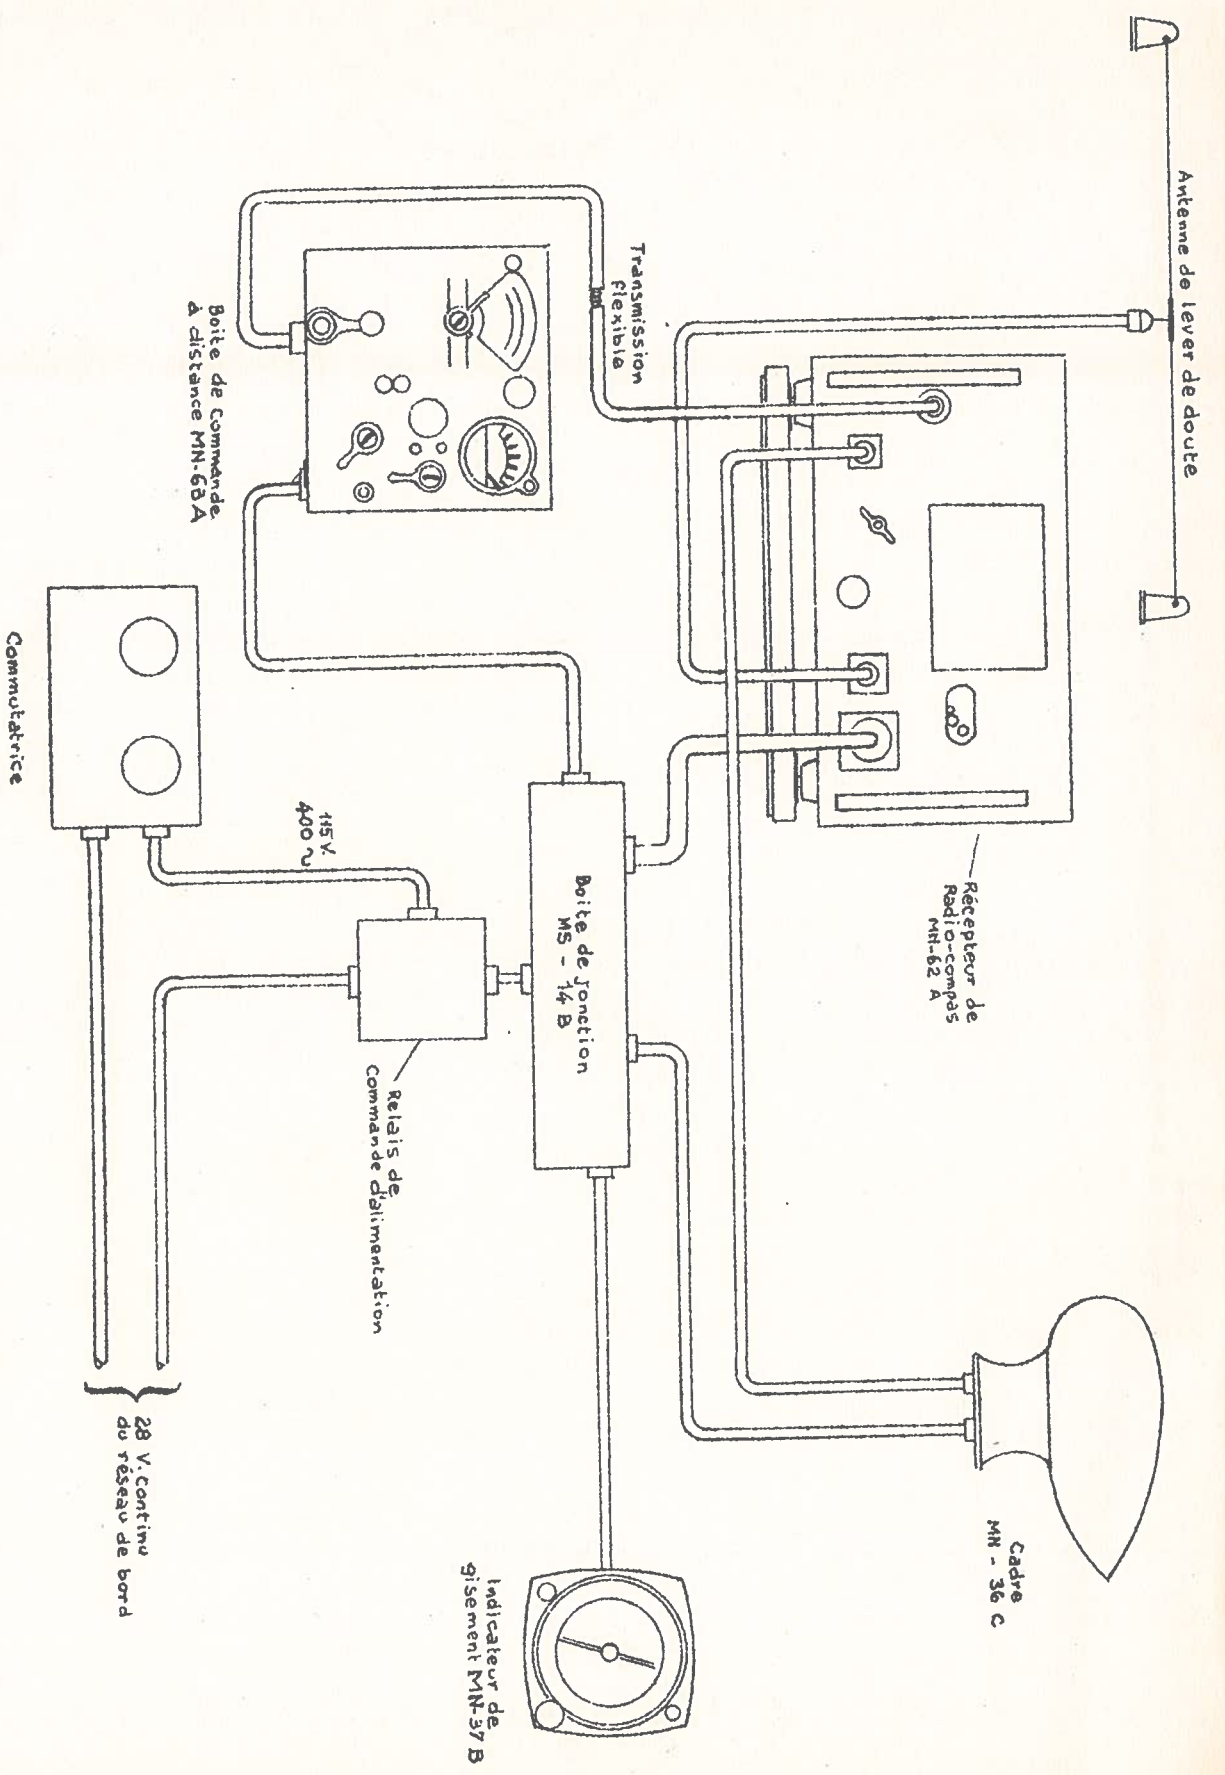 Antenne de lever de doute
Transmission
flexible
Boite de Commande
à distance MN-62A
Récepteur de
Radio-compas
MN-62 A
Cadre
MN - 36 C
Boite de jonction
MS - 14 B
115 V.
400 ~
Commutatrice
Relais de
Commande d'alimentation
28 V. continu
du réseau de bord
Indicateur de
gisement MN-37 B